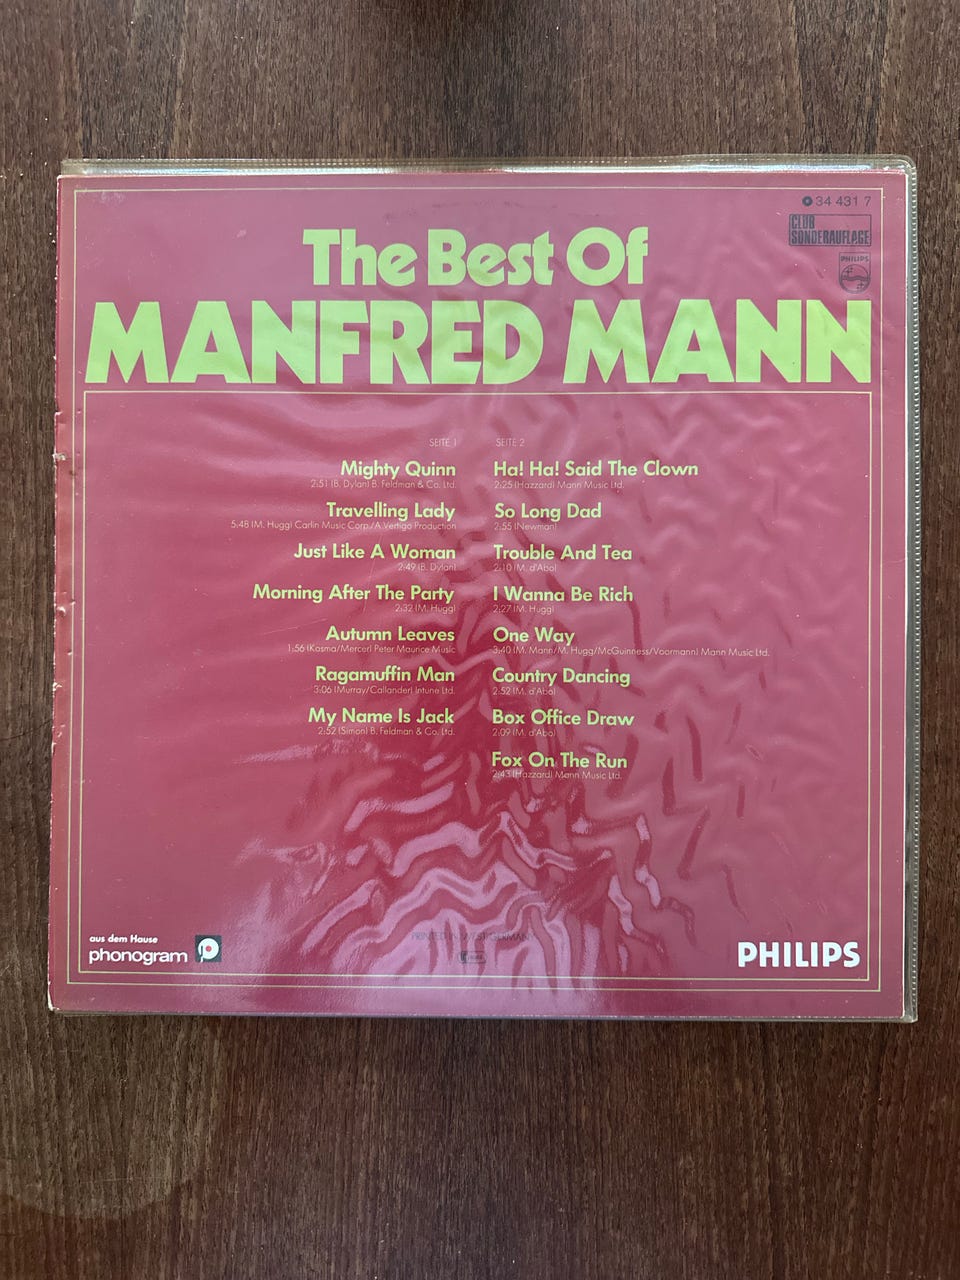 34 431 7
CLUB
SONDERAUFLAGE
PHILIPS
The Best Of
MANFRED MANN
SEITE 1
Mighty Quinn
2:51 (B. Dylan) B. Feldman & Co. Ltd.
Travelling Lady
5:48 (M. Hugg) Carlin Music Corp./A Vertigo Production
Just Like A Woman
2:49 (B. Dylan)
Morning After The Party
2:32 (M. Hugg)
Autumn Leaves
1:56 (Kosma/Mercer) Peter Maurice Music
Ragamuffin Man
3:06 (Murray/Callander) Intune Ltd.
My Name Is Jack
2:52 (Simon) B. Feldman & Co. Ltd.
SEITE 2
Ha! Ha! Said The Clown
2:25 (Hazzard) Mann Music Ltd.
So Long Dad
2:55 (Newman)
Trouble And Tea
2:10 (M. d'Abo)
I Wanna Be Rich
2:27 (M. Hugg)
One Way
3:40 (M. Mann/M. Hugg/McGuinness/Voormann) Mann Music Ltd.
Country Dancing
2:52 (M. d'Abo)
Box Office Draw
2:09 (M. d'Abo)
Fox On The Run
2:43 (Hazzard) Mann Music Ltd.
aus dem Hause
phonogram
PRINTED IN WEST GERMANY
PHILIPS